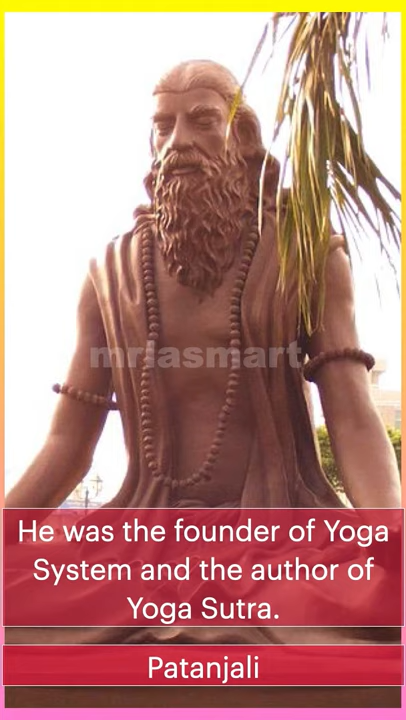 mrlasmart
He was the founder of Yoga
System and the author of
Yoga Sutra.
Patanjali